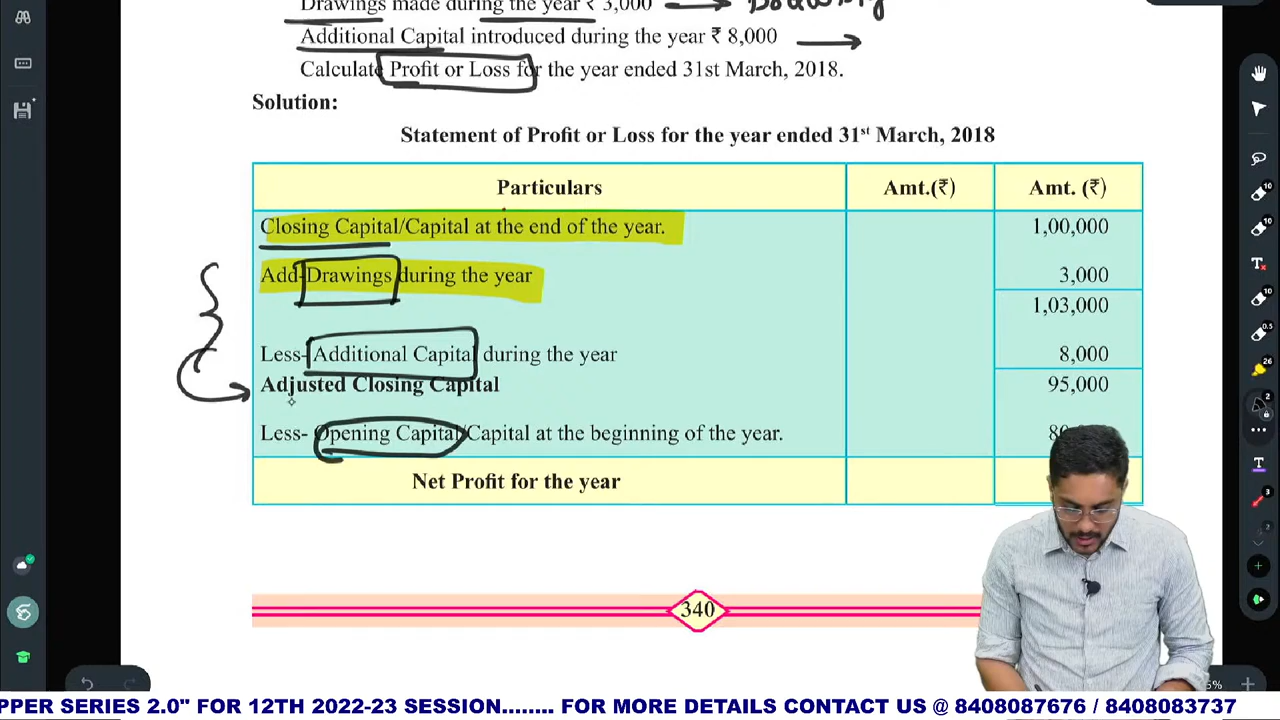 Drawings made during the year ₹ 3,000
Additional Capital introduced during the year ₹ 8,000
Calculate Profit or Loss for the year ended 31st March, 2018.
Solution:
Statement of Profit or Loss for the year ended 31st March, 2018
Particulars Amt.(₹) Amt. (₹)
Closing Capital/Capital at the end of the year. 1,00,000
Add-Drawings during the year 3,000
1,03,000
Less- Additional Capital during the year 8,000
Adjusted Closing Capital 95,000
Less- Opening Capital/Capital at the beginning of the year.
Net Profit for the year
340
PPER SERIES 2.0" FOR 12TH 2022-23 SESSION........ FOR MORE DETAILS CONTACT US @ 8408087676 / 8408083737